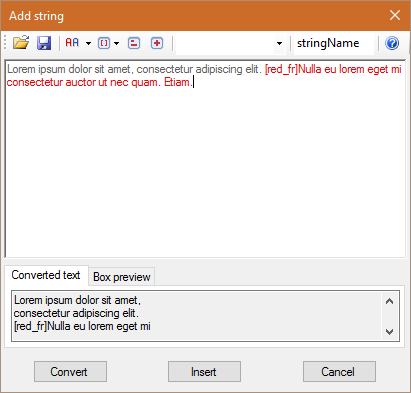 Add string
AA
stringName
Lorem ipsum dolor sit amet, consectetur adipiscing elit. [red_fr]Nulla eu lorem eget mi
consectetur auctor ut nec quam. Etiam.
Converted text
Box preview
Lorem ipsum dolor sit amet,
consectetur adipiscing elit.
[red_fr]Nulla eu lorem eget mi
Convert
Insert
Cancel